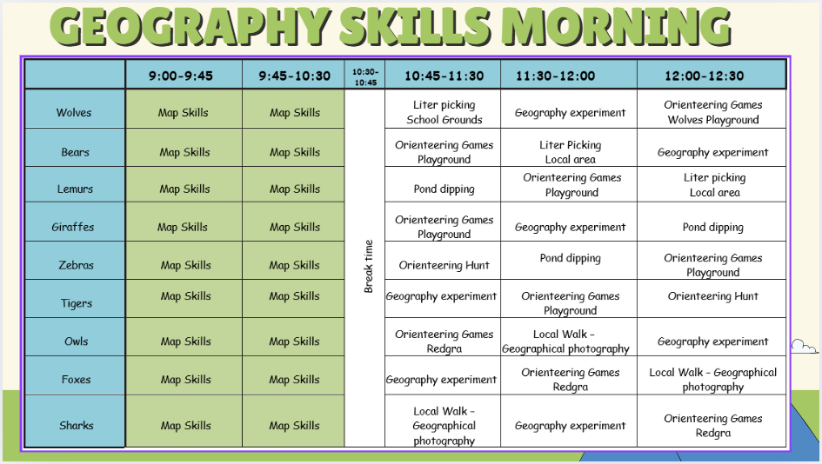 GEOGRAPHY SKILLS MORNING
9:00-9:45 9:45-10:30 10:30- 10:45-11:30 11:30-12:00 12:00-12:30
10:45
Wolves Map Skills Map Skills Liter picking Geography experiment Orienteering Games
School Grounds Wolves Playground
Bears Map Skills Map Skills Orienteering Games Liter Picking Geography experiment
Playground Local area
Lemurs Map Skills Map Skills Pond dipping Orienteering Games Liter picking
Playground Local area
Giraffes Map Skills Map Skills Orienteering Games Geography experiment Pond dipping
Playground
Break time
Zebras Map Skills Map Skills Orienteering Hunt Pond dipping Orienteering Games
Playground
Tigers Map Skills Map Skills Geography experiment Orienteering Games Orienteering Hunt
Playground
Owls Map Skills Map Skills Orienteering Games Local Walk - Geography experiment
Redgra Geographical photography
Foxes Map Skills Map Skills Geography experiment Orienteering Games Local Walk - Geographical
Redgra photography
Sharks Map Skills Map Skills Local Walk - Geography experiment Orienteering Games
Geographical Redgra
photography